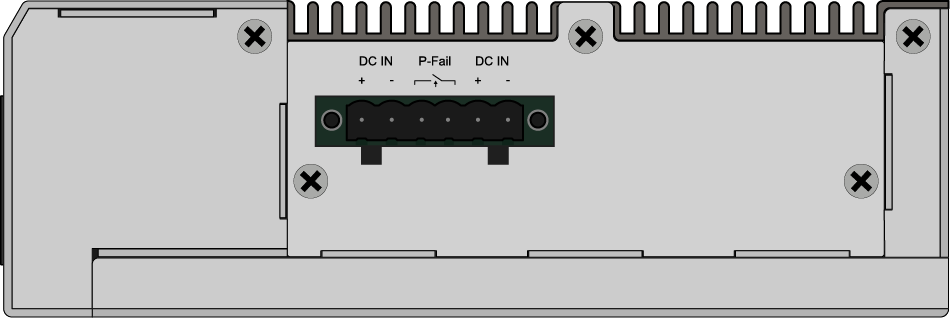 DC IN P-Fail DC IN
+ - + -